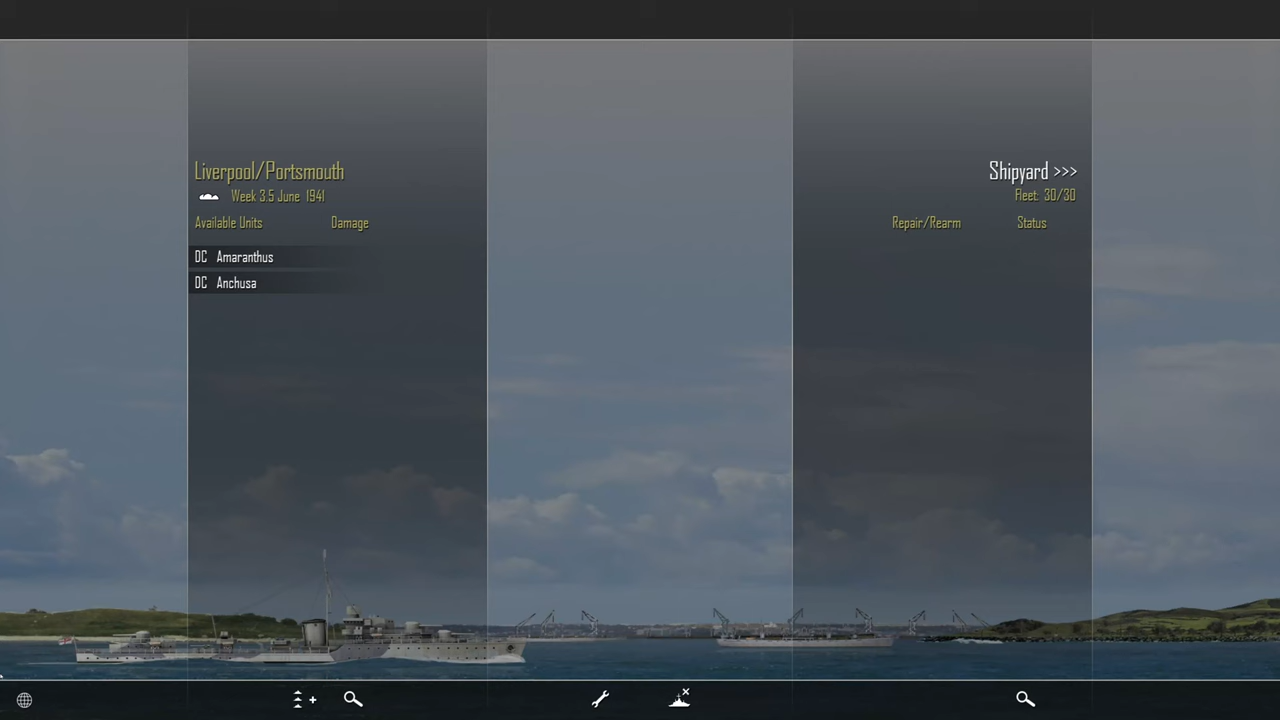 Liverpool/Portsmouth
Week 3.5 June 1941
Available Units Damage
DC Amaranthus
DC Anchusa
Shipyard >>>
Fleet: 30/30
Repair/Rearm Status